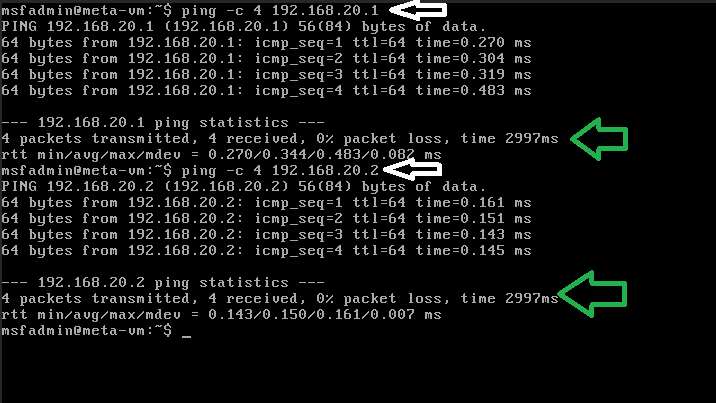 msfadmin@meta-vm:~$ ping -c 4 192.168.20.1
PING 192.168.20.1 (192.168.20.1) 56(84) bytes of data.
64 bytes from 192.168.20.1: icmp_seq=1 ttl=64 time=0.270 ms
64 bytes from 192.168.20.1: icmp_seq=2 ttl=64 time=0.304 ms
64 bytes from 192.168.20.1: icmp_seq=3 ttl=64 time=0.319 ms
64 bytes from 192.168.20.1: icmp_seq=4 ttl=64 time=0.483 ms
--- 192.168.20.1 ping statistics ---
4 packets transmitted, 4 received, 0% packet loss, time 2997ms
rtt min/avg/max/mdev = 0.270/0.344/0.483/0.082 ms
msfadmin@meta-vm:~$ ping -c 4 192.168.20.2
PING 192.168.20.2 (192.168.20.2) 56(84) bytes of data.
64 bytes from 192.168.20.2: icmp_seq=1 ttl=64 time=0.161 ms
64 bytes from 192.168.20.2: icmp_seq=2 ttl=64 time=0.151 ms
64 bytes from 192.168.20.2: icmp_seq=3 ttl=64 time=0.143 ms
64 bytes from 192.168.20.2: icmp_seq=4 ttl=64 time=0.145 ms
--- 192.168.20.2 ping statistics ---
4 packets transmitted, 4 received, 0% packet loss, time 2997ms
rtt min/avg/max/mdev = 0.143/0.150/0.161/0.007 ms
msfadmin@meta-vm:~$ _